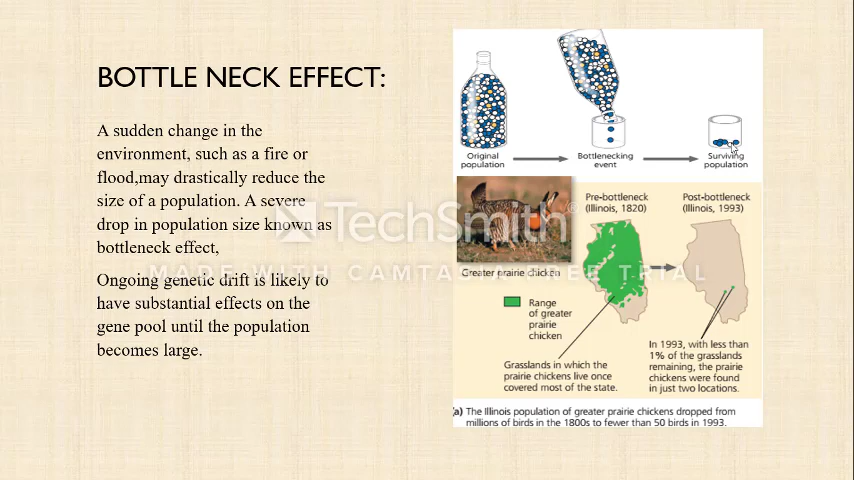 BOTTLE NECK EFFECT:
A sudden change in the
environment, such as a fire or
flood,may drastically reduce the
size of a population. A severe
drop in population size known as
bottleneck effect,
Ongoing genetic drift is likely to
have substantial effects on the
gene pool until the population
becomes large.
Original
population
Bottlenecking
event
Surviving
population
Pre-bottleneck
(Illinois, 1820)
Post-bottleneck
(Illinois, 1993)
Greater prairie chicken
Range
of greater
prairie
chicken
Grasslands in which the
prairie chickens live once
covered most of the state.
In 1993, with less than
1% of the grasslands
remaining, the prairie
chickens were found
in just two locations.
(a) The Illinois population of greater prairie chickens dropped from
millions of birds in the 1800s to fewer than 50 birds in 1993.
TechSmith®
MADE WITH CAMTASIA FREE TRIAL